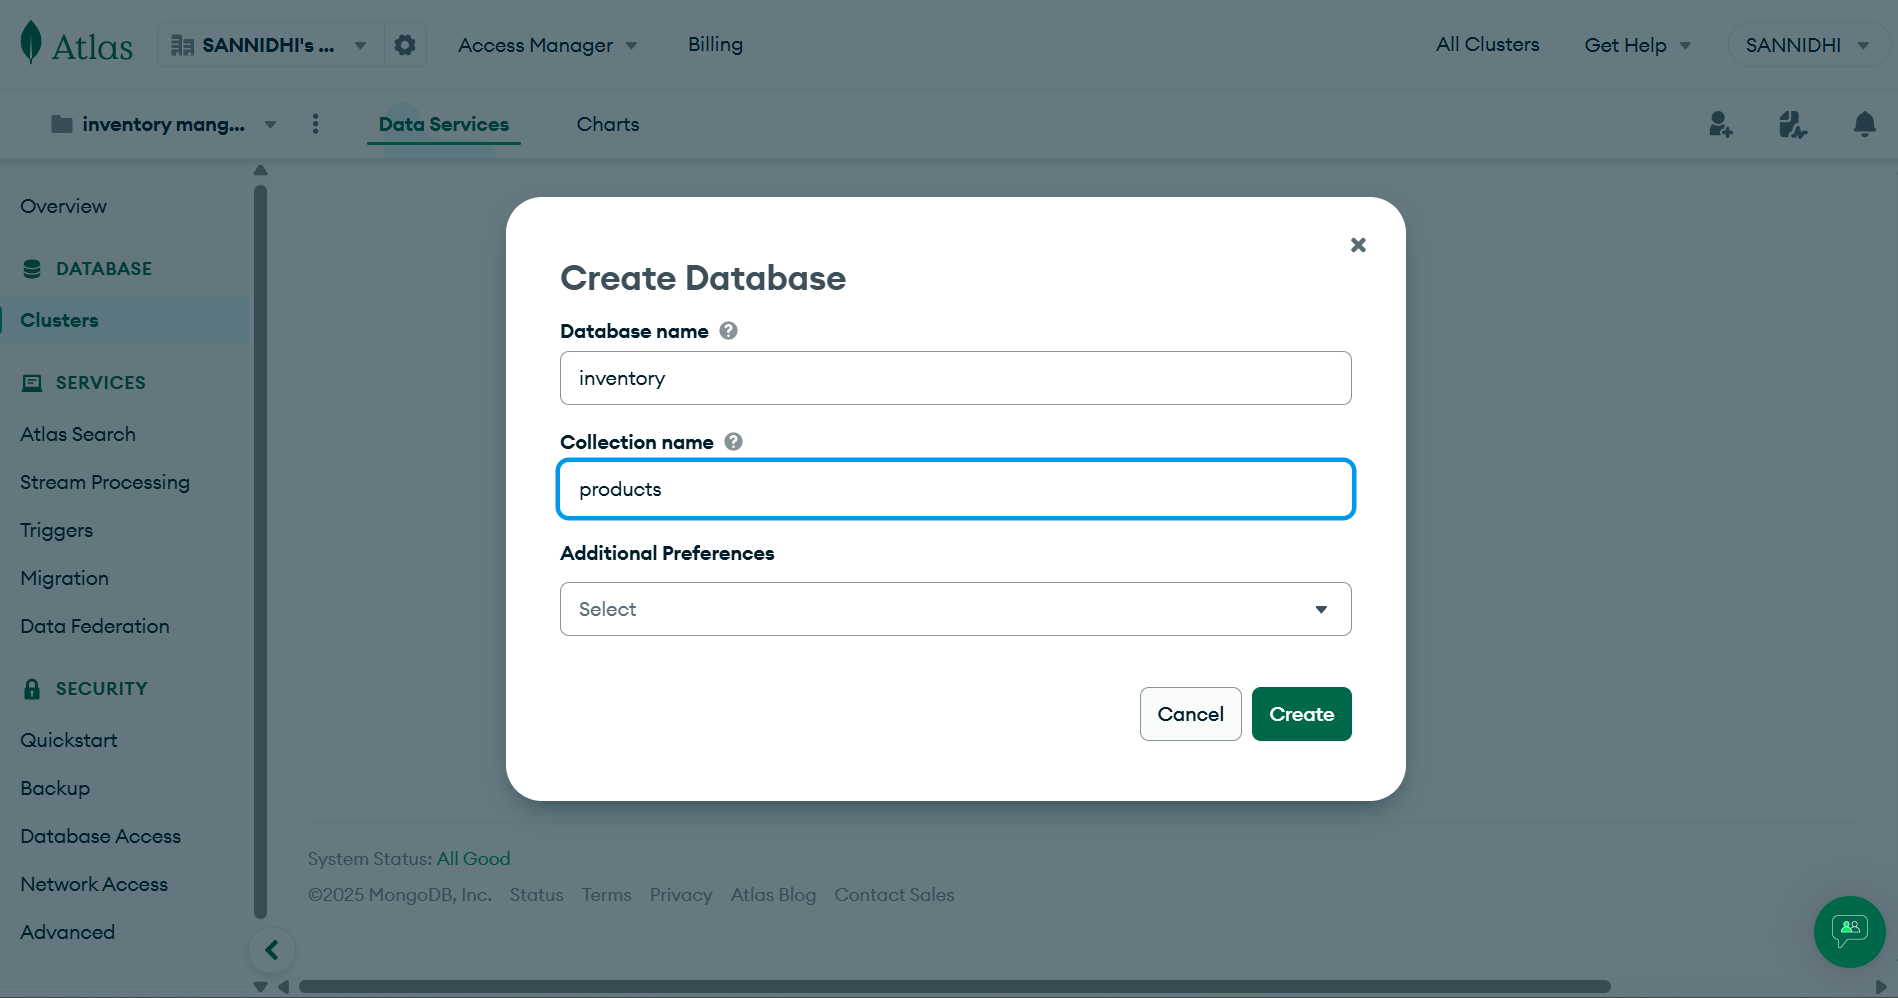 Atlas
SANNIDHI's ...
Access Manager
Billing
All Clusters
Get Help
SANNIDHI
inventory mang...
Data Services
Charts
Overview
DATABASE
Clusters
SERVICES
Atlas Search
Stream Processing
Triggers
Migration
Data Federation
SECURITY
Quickstart
Backup
Database Access
Network Access
Advanced
Create Database
Database name
inventory
Collection name
products
Additional Preferences
Select
Cancel
Create
System Status: All Good
©2025 MongoDB, Inc. Status Terms Privacy Atlas Blog Contact Sales